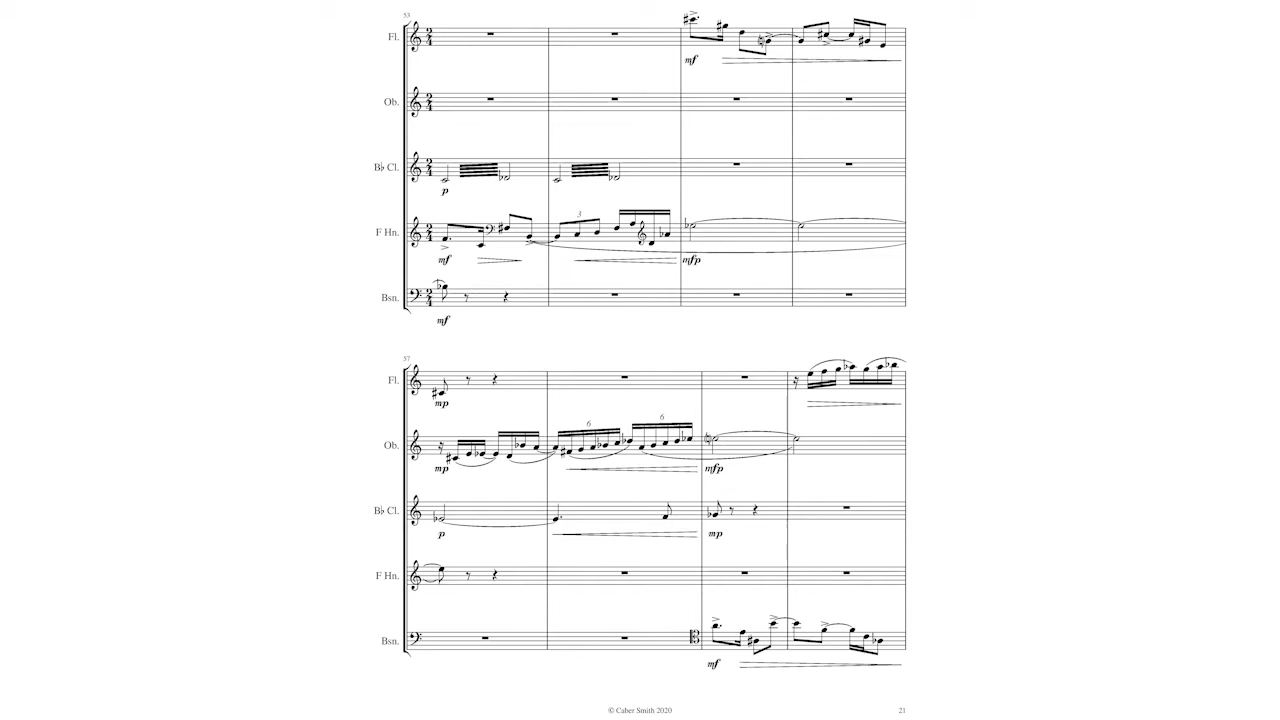 53
Fl.
mf
Ob.
B♭ Cl.
p
3
F Hn.
mf
mfp
Bsn.
mf
57
Fl.
mp
6
6
Ob.
mp
mfp
B♭ Cl.
p
mp
F Hn.
Bsn.
mf
© Caber Smith 2020
21